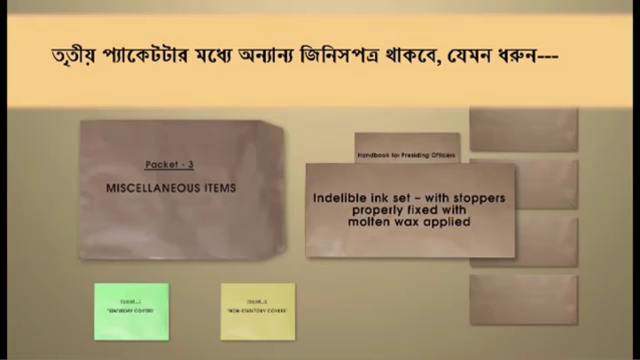 তৃতীয় প্যাকেটটার মধ্যে অন্যান্য জিনিসপত্র থাকবে, যেমন ধরুন---
Packet - 3
MISCELLANEOUS ITEMS
Handbook for Presiding Officers
Indelible ink set – with stoppers
properly fixed with
molten wax applied
"STATUTORY COVERS"
"NON-STATUTORY COVERS"